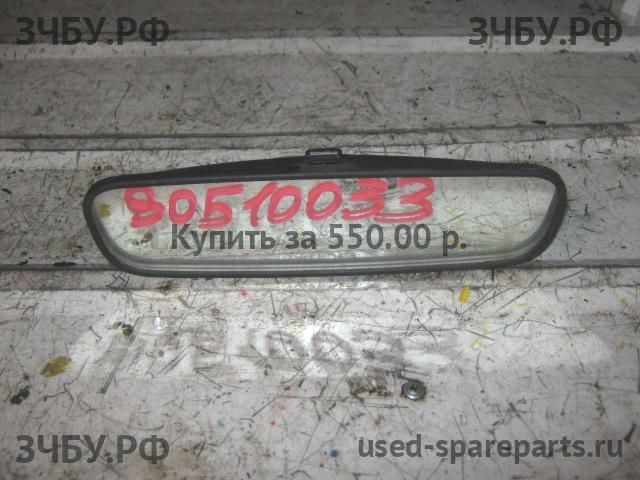 ЗЧБУ.РФ ЗЧБУ.РФ
80510033
Купить за 550.00 р.
ЗЧБУ.РФ used-spareparts.ru